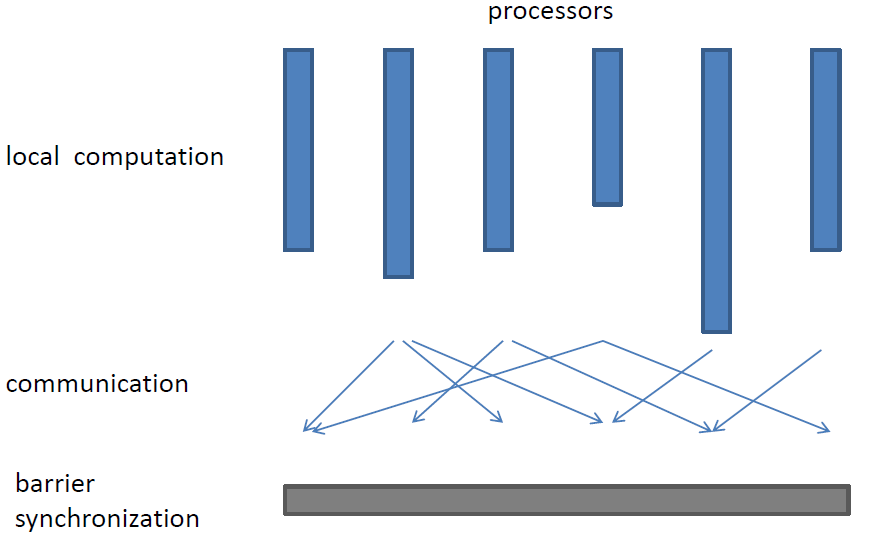 processors
local computation
communication
barrier
synchronization